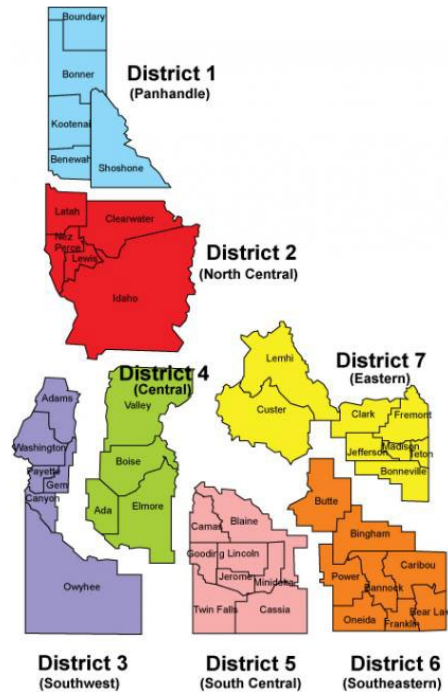 Boundary
Bonner
District 1
(Panhandle)
Kootenai
Benewah
Shoshone
Latah
Clearwater
Nez
Perce
Lewis
District 2
(North Central)
Idaho
Lemhi
District 7
(Eastern)
District 4
(Central)
Adams
Valley
Custer
Clark
Fremont
Washington
Jefferson
Madison
Teton
Boise
Bonneville
Payette
Gem
Canyon
Ada
Elmore
Butte
Camas
Blaine
Bingham
Gooding
Lincoln
Jerome
Minidoka
Power
Caribou
Bannock
Owyhee
Twin Falls
Cassia
Oneida
Franklin
Bear Lake
District 3
(Southwest)
District 5
(South Central)
District 6
(Southeastern)